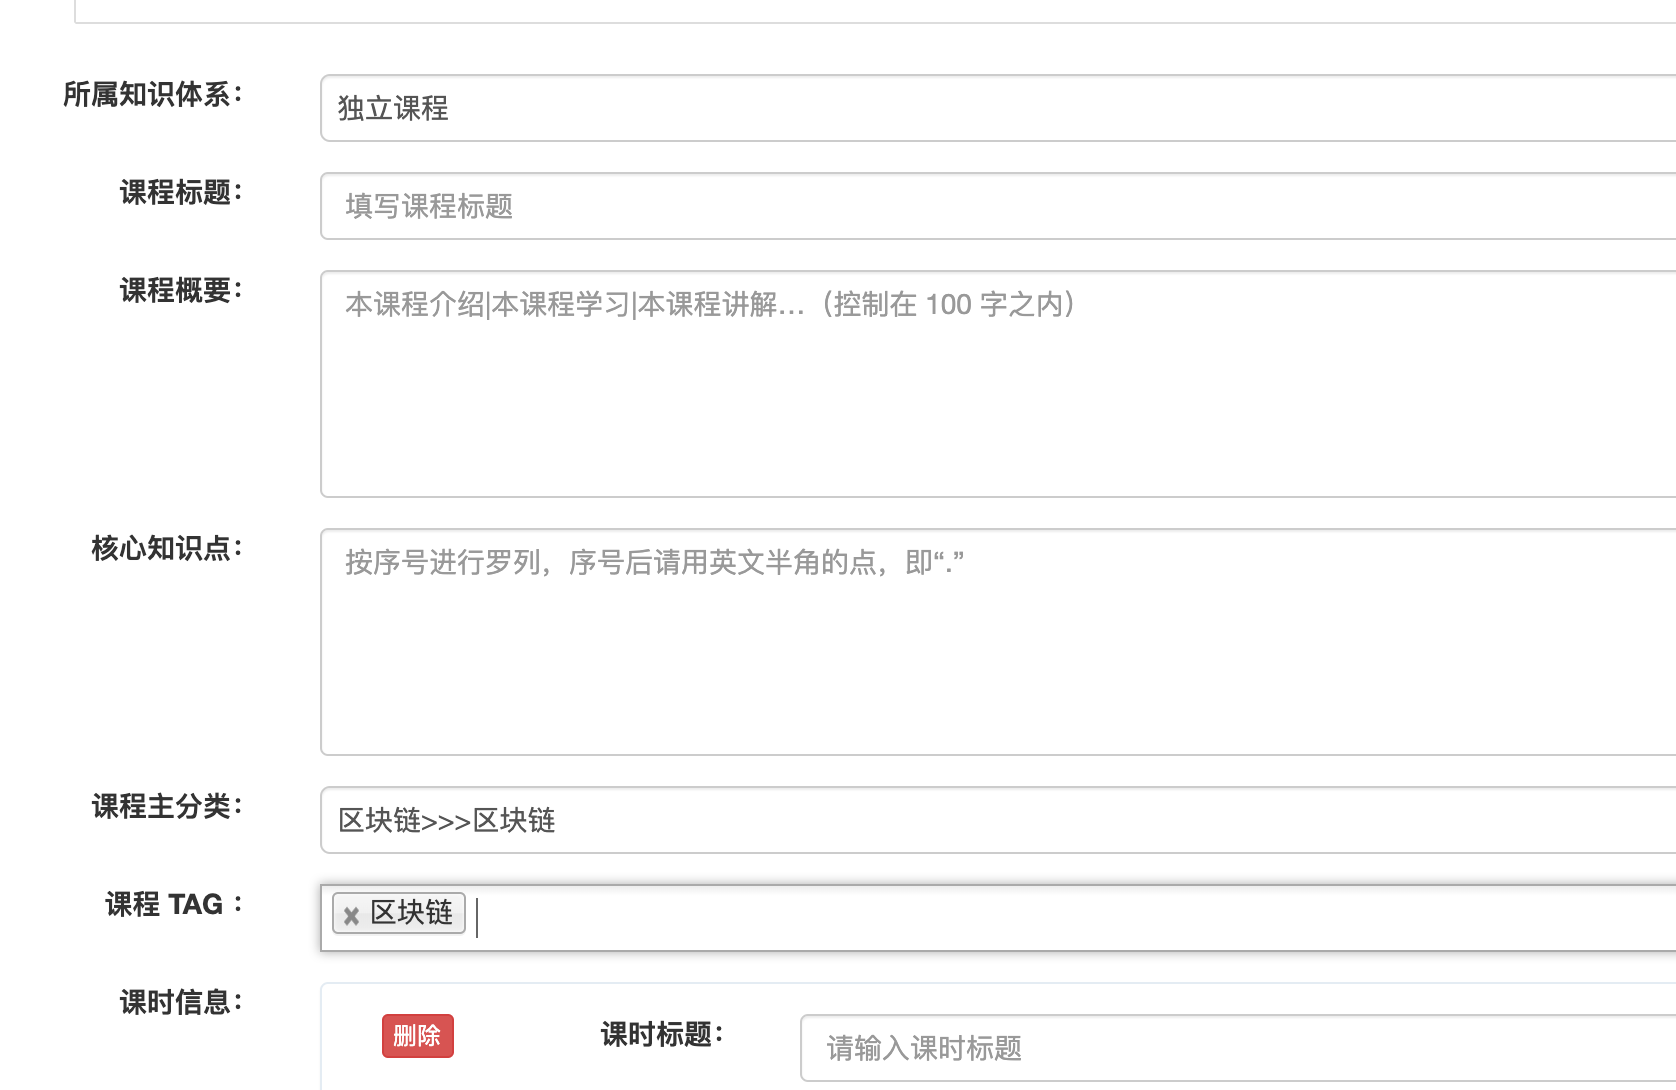 所属知识体系：
独立课程
课程标题：
填写课程标题
课程概要：
本课程介绍|本课程学习|本课程讲解...（控制在 100 字之内）
核心知识点：
按序号进行罗列，序号后请用英文半角的点，即“.”
课程主分类：
区块链>>>区块链
课程 TAG：
× 区块链
课时信息：
删除
课时标题：
请输入课时标题